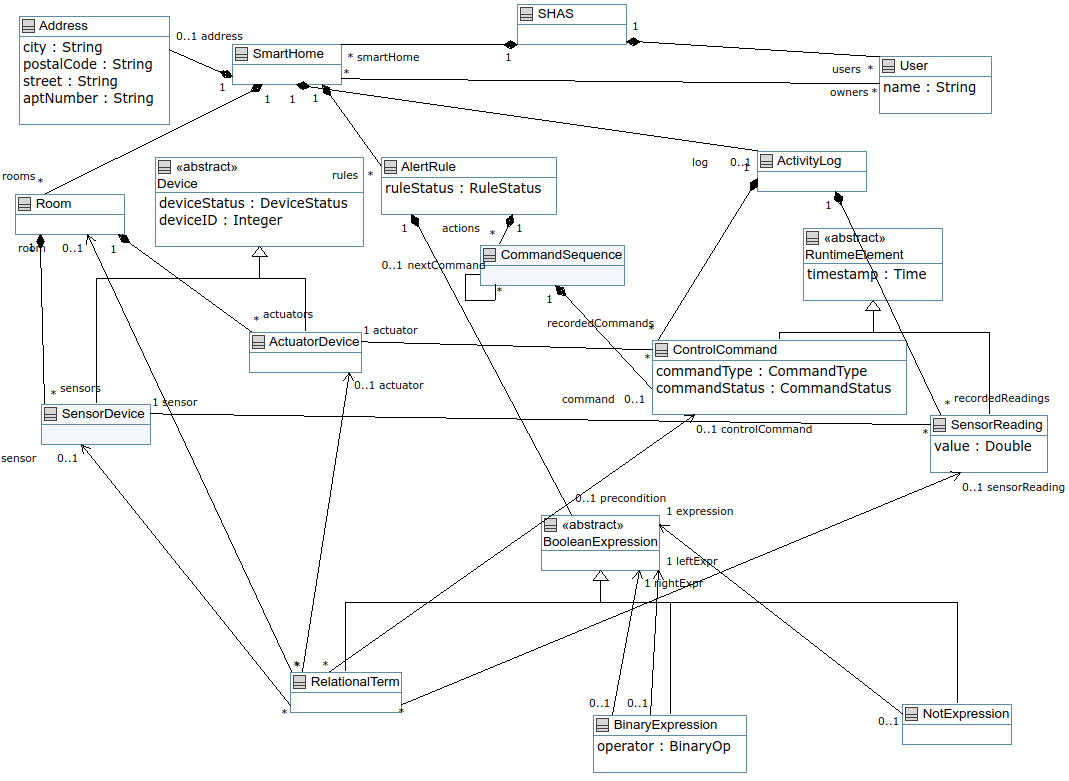 SHAS
1
Address
0..1 address
city : String
postalCode : String
street : String
aptNumber : String
SmartHome
* smartHome
1
*
users *
User
name : String
owners *
1
1
1
1
rooms *
Room
«abstract»
Device
deviceStatus : DeviceStatus
deviceID : Integer
rules *
AlertRule
ruleStatus : RuleStatus
log
0..1
1
ActivityLog
1
room
1
0..1
1
1
actions *
1
«abstract»
RuntimeElement
timestamp : Time
0..1 nextCommand
CommandSequence
*
1
* actuators
ActuatorDevice
1 actuator
recordedCommands
*
*
ControlCommand
commandType : CommandType
commandStatus : CommandStatus
0..1 actuator
command 0..1
* sensors
SensorDevice
1 sensor
* recordedReadings
SensorReading
value : Double
*
0..1 controlCommand
sensor 0..1
0..1 sensorReading
0..1 precondition
1 expression
«abstract»
BooleanExpression
1 leftExpr
1 rightExpr
*
*
RelationalTerm
*
*
0..1
0..1
BinaryExpression
operator : BinaryOp
0..1
NotExpression